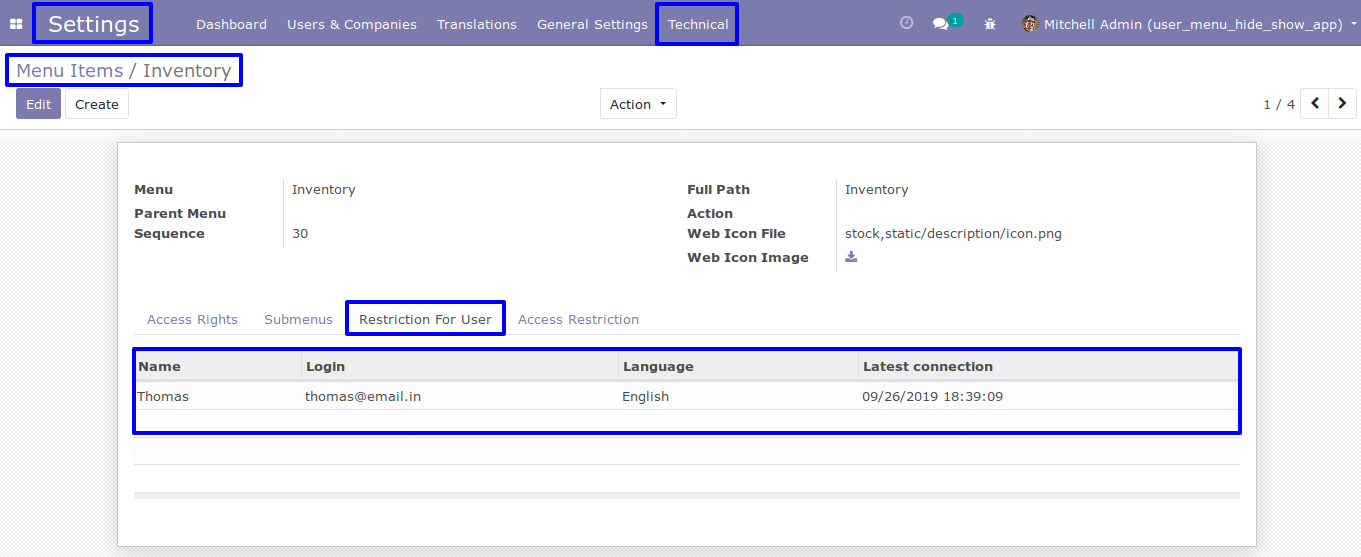 Settings Dashboard Users & Companies Translations General Settings Technical 1 Mitchell Admin (user_menu_hide_show_app)
Menu Items / Inventory
Edit Create Action 1 / 4
Menu Inventory Full Path Inventory
Parent Menu Action
Sequence 30 Web Icon File stock,static/description/icon.png
Web Icon Image
Access Rights Submenus Restriction For User Access Restriction
Name Login Language Latest connection
Thomas thomas@email.in English 09/26/2019 18:39:09